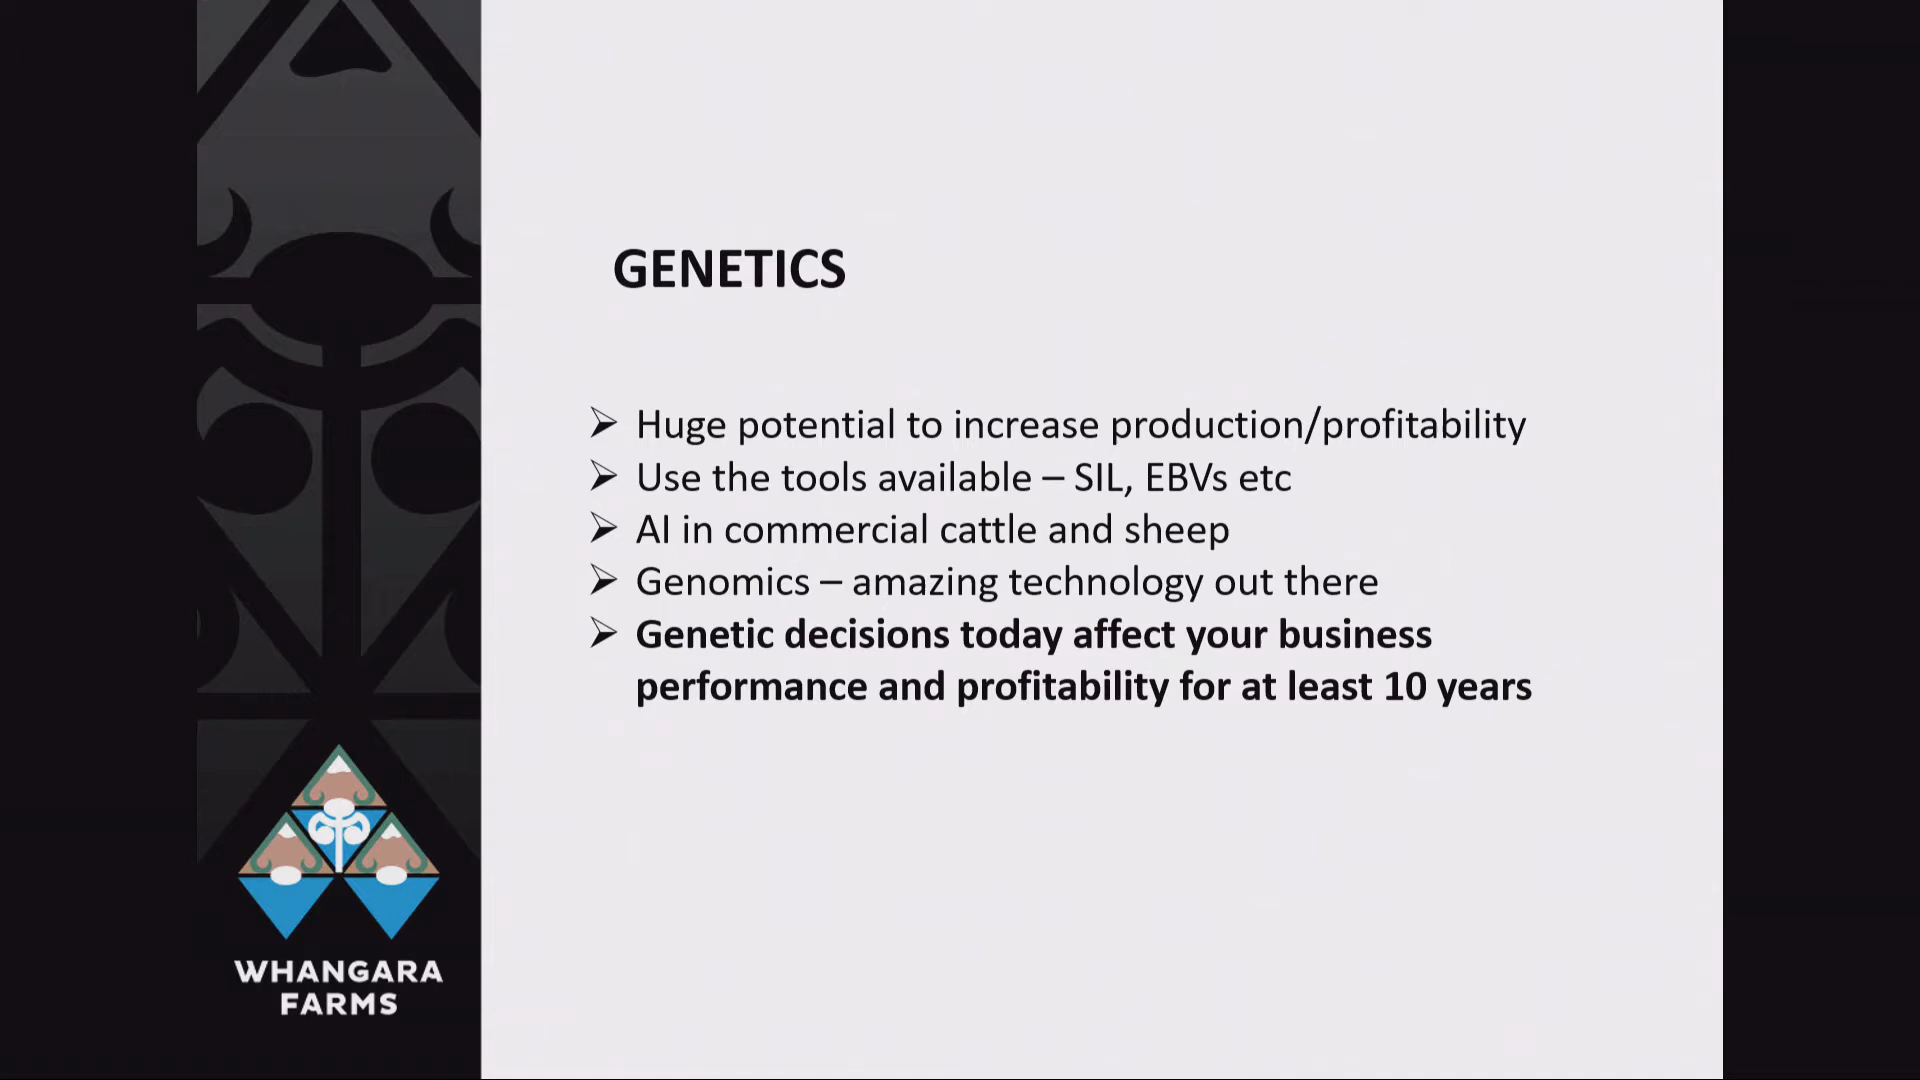 GENETICS
Huge potential to increase production/profitability
Use the tools available – SIL, EBVs etc
AI in commercial cattle and sheep
Genomics – amazing technology out there
Genetic decisions today affect your business
performance and profitability for at least 10 years
WHANGARA
FARMS